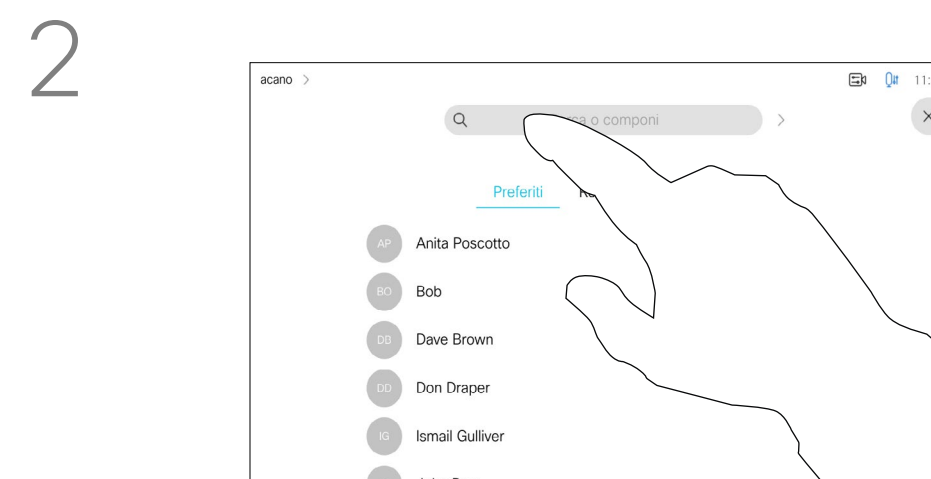 2
acano >
11:
o componi
Preferiti
AP Anita Poscotto
BO Bob
DB Dave Brown
DD Don Draper
IG Ismail Gulliver